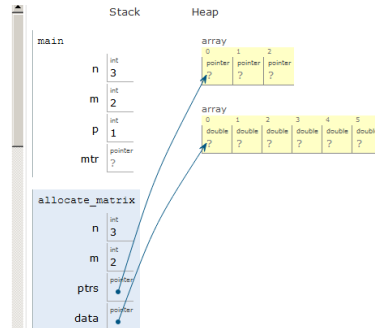 Stack Heap
main
array
0 1 2
pointer pointer pointer
? ? ?
int
n 3
int
m 2
int
p 1
pointer
mtr ?
array
0 1 2 3 4 5
double double double double double double
? ? ? ? ? ?
allocate_matrix
int
n 3
int
m 2
pointer
ptrs
pointer
data